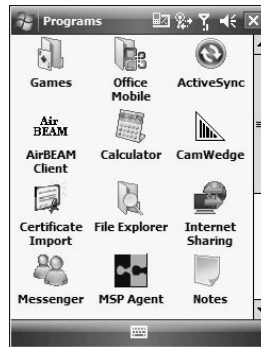 Programs
Games
Office
Mobile
ActiveSync
Air
BEAM
AirBEAM
Client
Calculator
CamWedge
Certificate
Import
File Explorer
Internet
Sharing
Messenger
MSP Agent
Notes